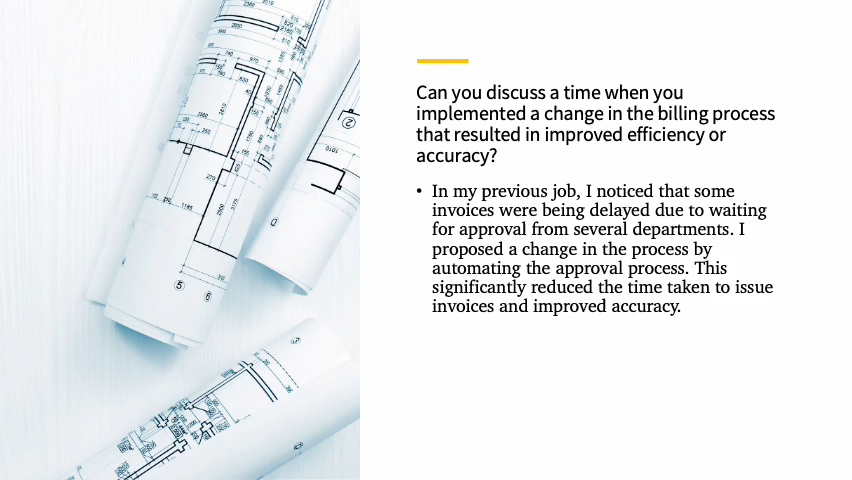 Can you discuss a time when you
implemented a change in the billing process
that resulted in improved efficiency or
accuracy?
• In my previous job, I noticed that some
invoices were being delayed due to waiting
for approval from several departments. I
proposed a change in the process by
automating the approval process. This
significantly reduced the time taken to issue
invoices and improved accuracy.